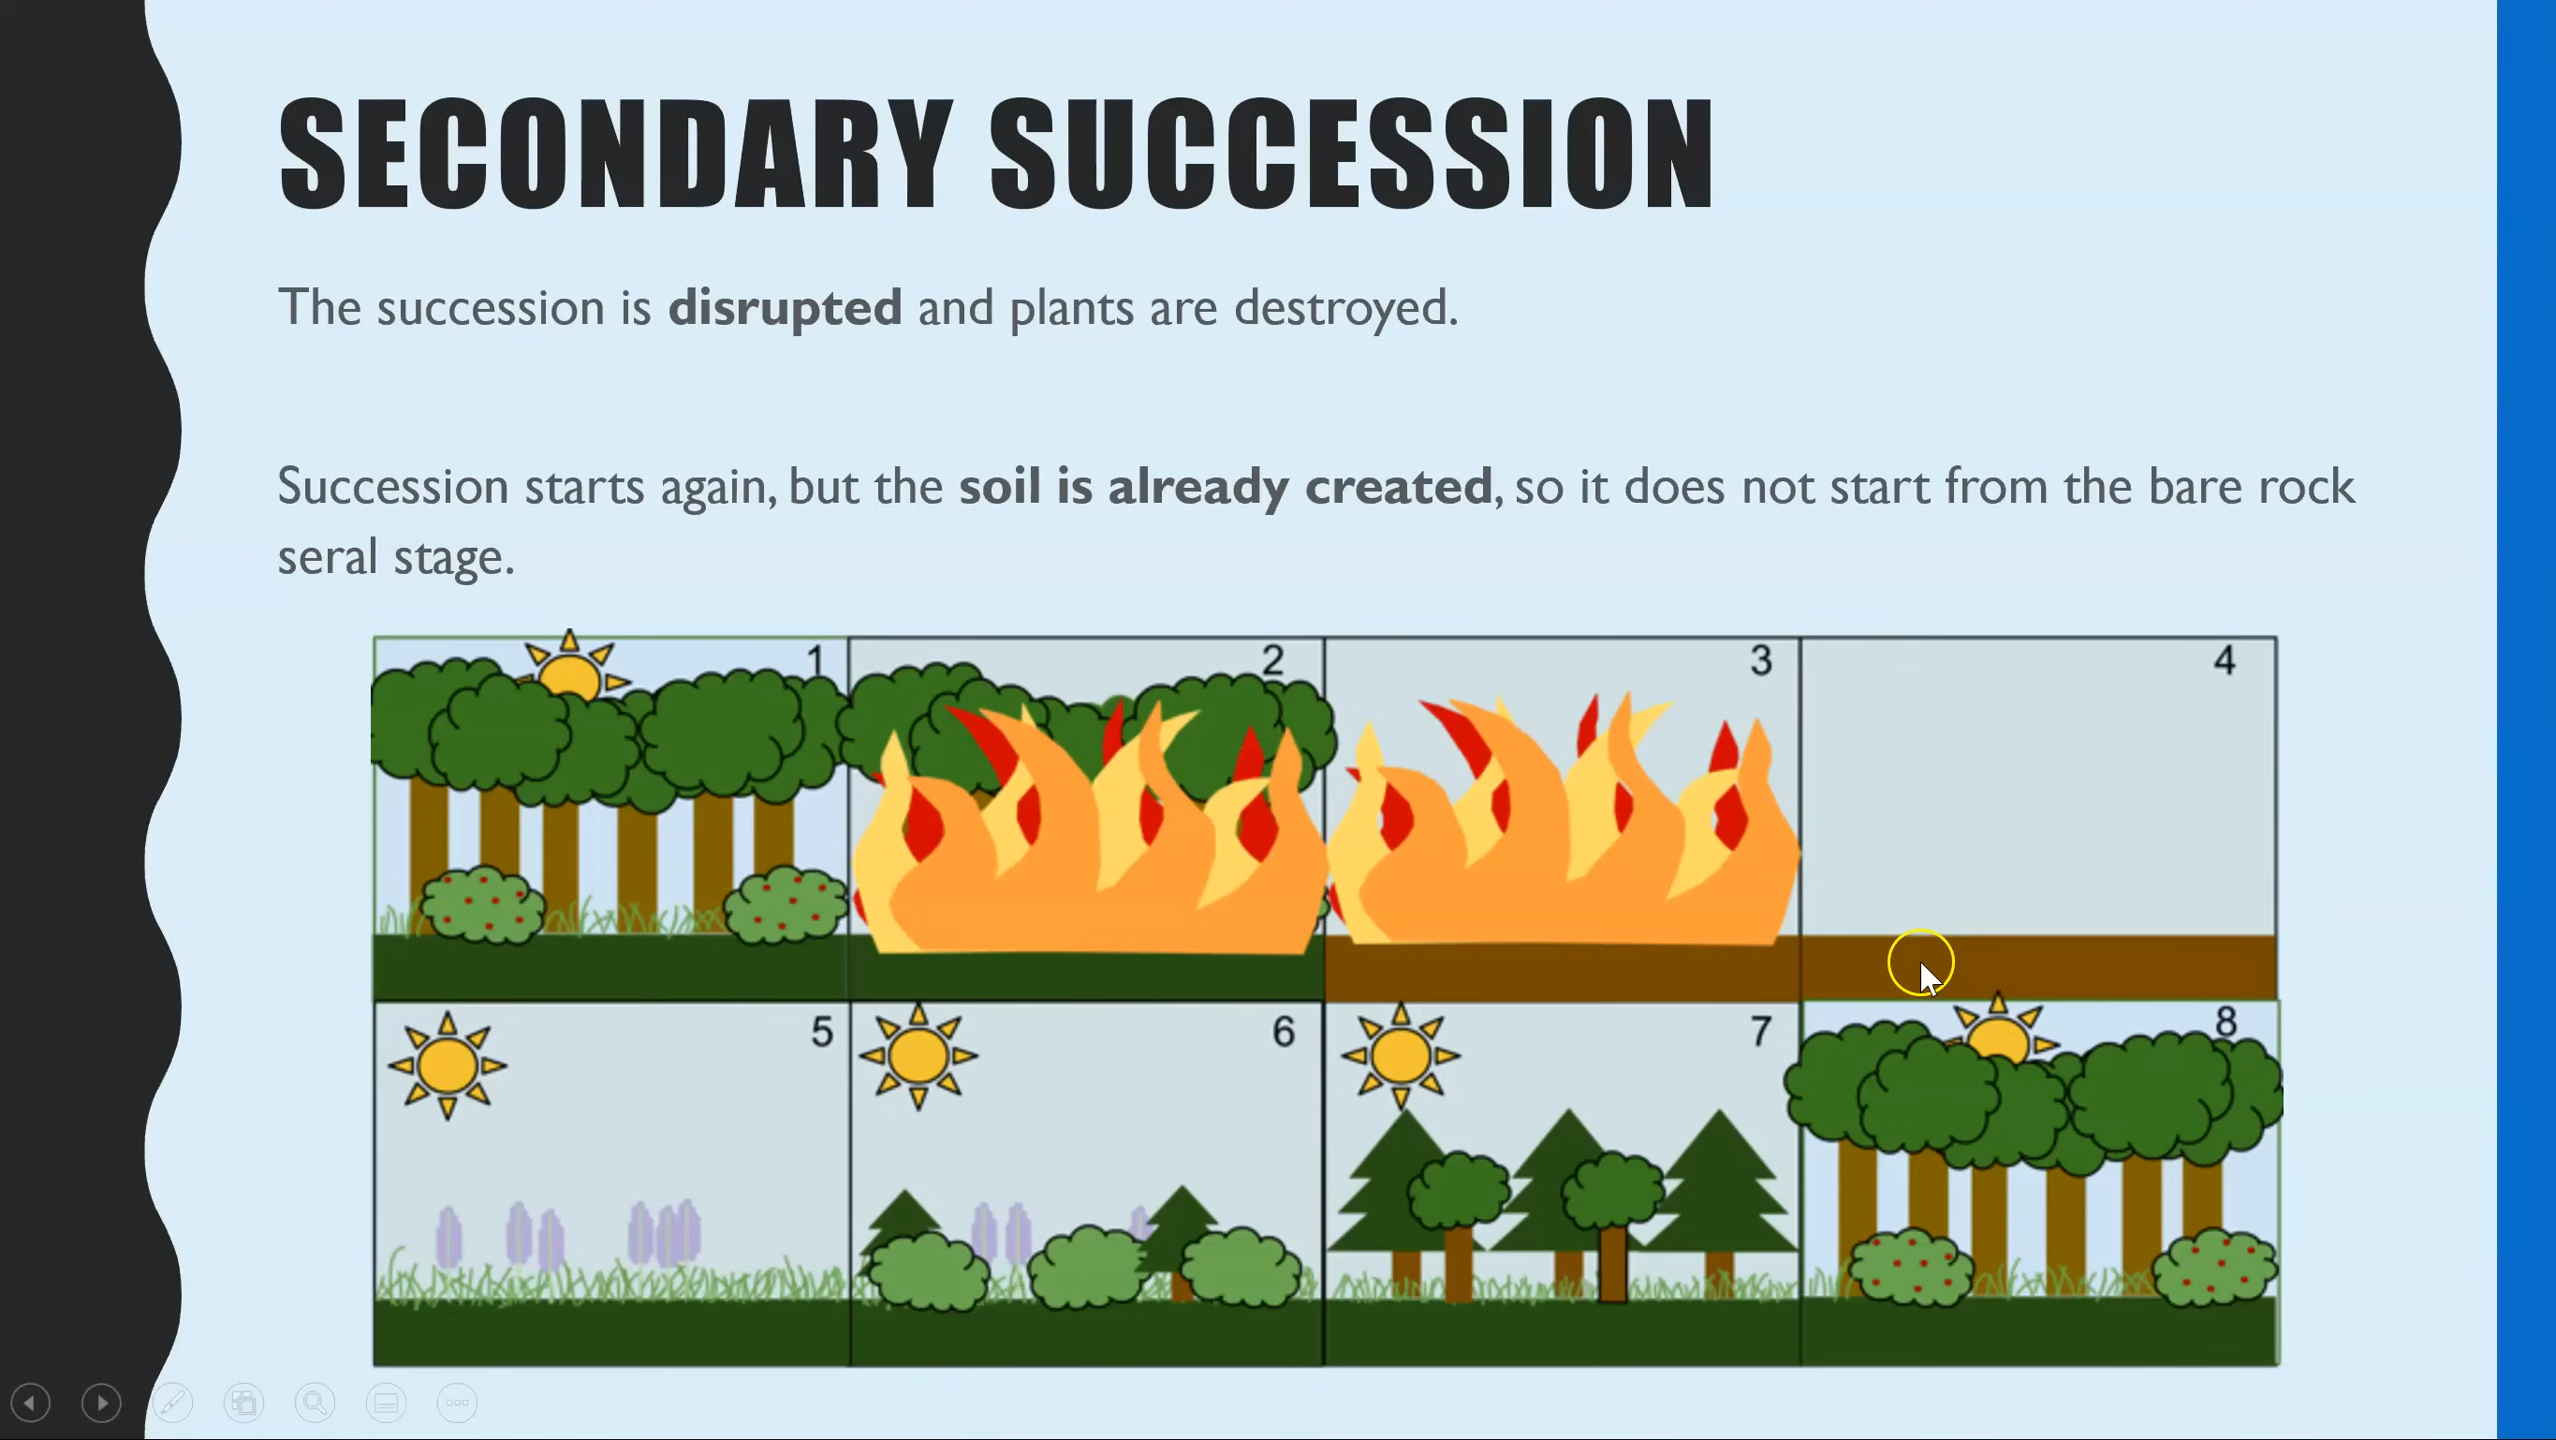 SECONDARY SUCCESSION
The succession is disrupted and plants are destroyed.
Succession starts again, but the soil is already created, so it does not start from the bare rock
seral stage.
1
2
3
4
5
6
7
8